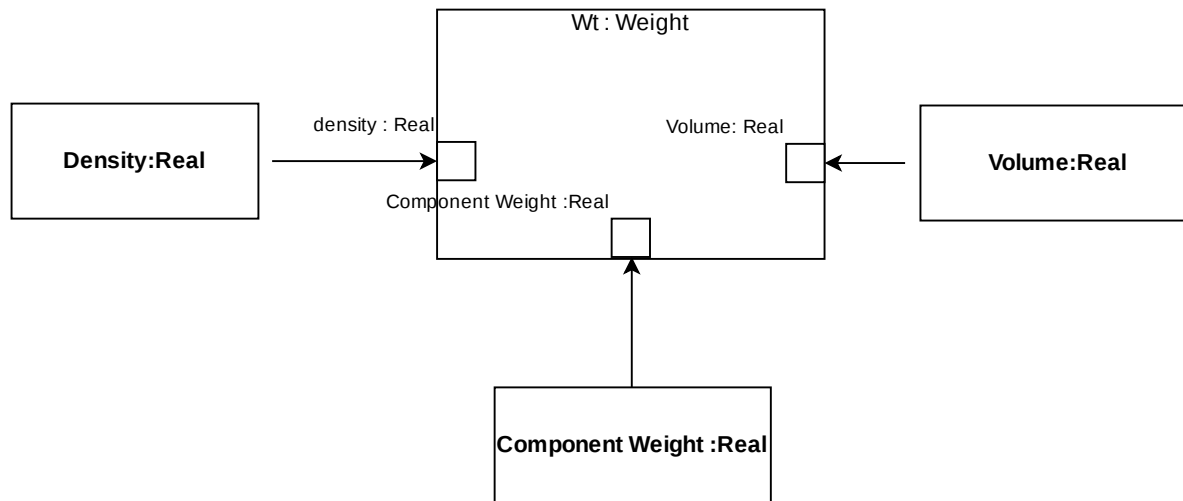 Wt : Weight
density : Real
Volume: Real
Density:Real
Volume:Real
Component Weight :Real
Component Weight :Real